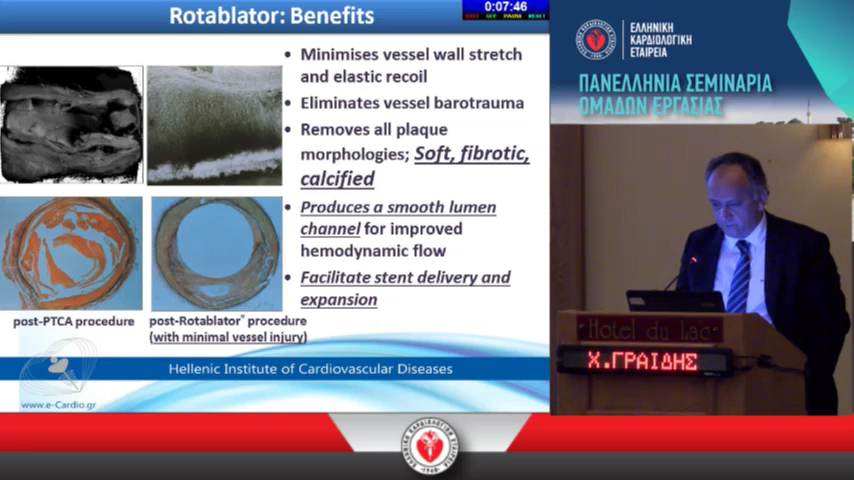 Rotablator: Benefits
0:07:46
• Minimises vessel wall stretch
and elastic recoil
• Eliminates vessel barotrauma
• Removes all plaque
morphologies; Soft, fibrotic,
calcified
• Produces a smooth lumen
channel for improved
hemodynamic flow
• Facilitate stent delivery and
expansion
post-PTCA procedure
post-Rotablator® procedure
(with minimal vessel injury)
Hellenic Institute of Cardiovascular Diseases
www.e-Cardio.gr
ΕΛΛΗΝΙΚΗ
ΚΑΡΔΙΟΛΟΓΙΚΗ
ΕΤΑΙΡΕΙΑ
ΠΑΝΕΛΛΗΝΙΑ ΣΕΜΙΝΑΡΙΑ
ΟΜΑΔΩΝ ΕΡΓΑΣΙΑΣ
Hotel du Lac
Χ.ΓΡΑΙΔΗΣ